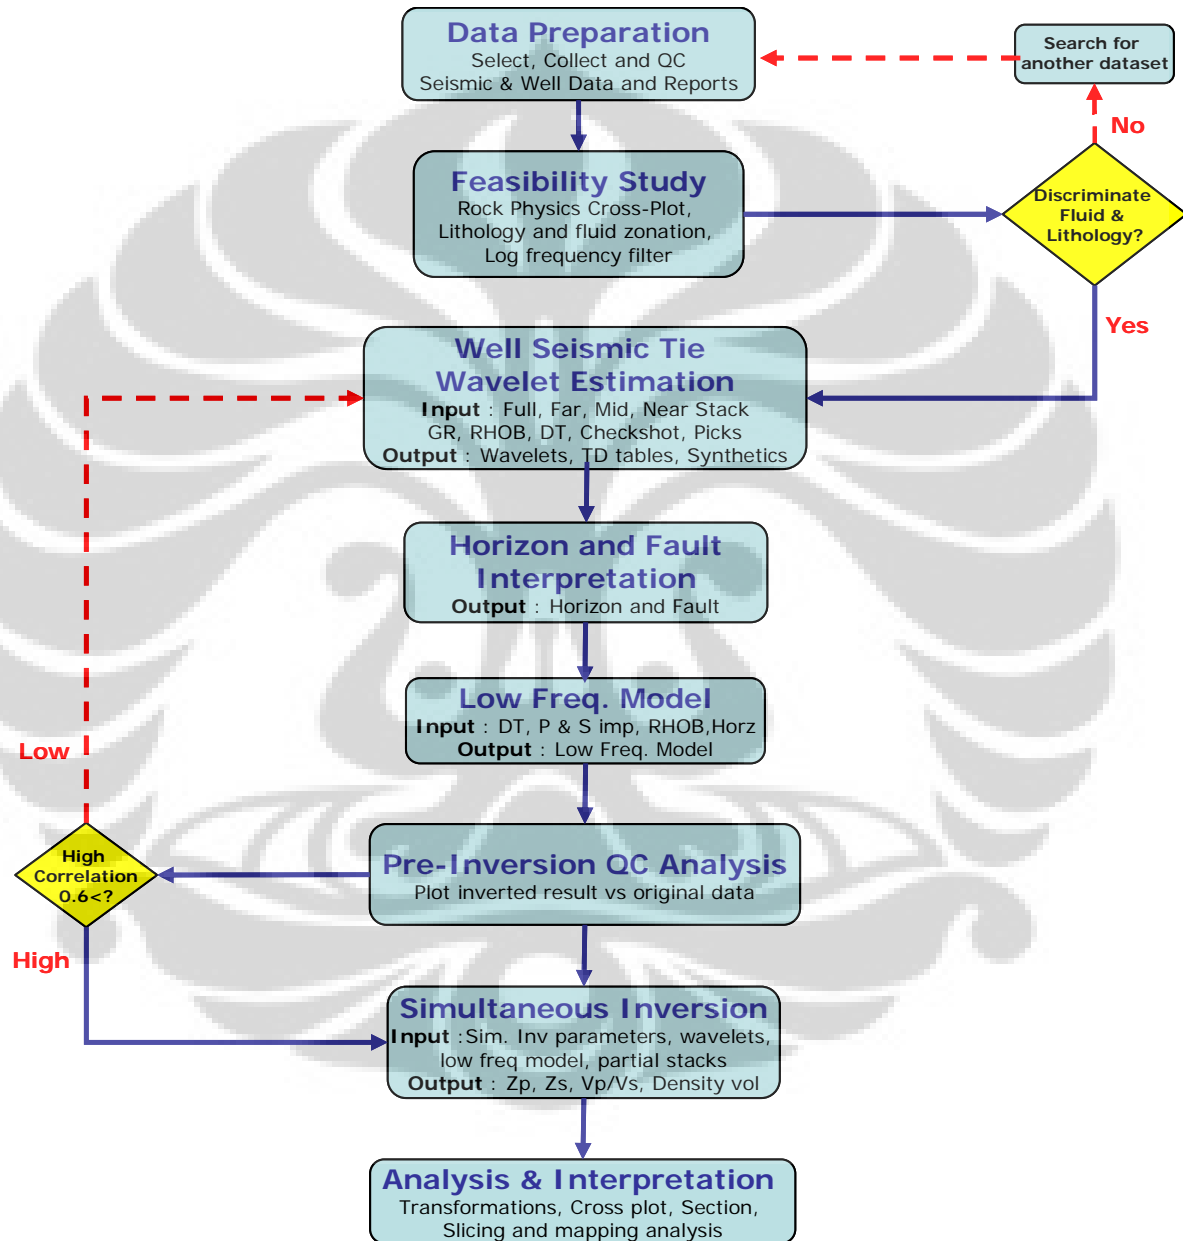 Data Preparation
Select, Collect and QC
Seismic & Well Data and Reports
Search for
another dataset
No
Feasibility Study
Rock Physics Cross-Plot,
Lithology and fluid zonation,
Log frequency filter
Discriminate
Fluid &
Lithology?
Yes
Well Seismic Tie
Wavelet Estimation
Input : Full, Far, Mid, Near Stack
GR, RHOB, DT, Checkshot, Picks
Output : Wavelets, TD tables, Synthetics
Horizon and Fault
Interpretation
Output : Horizon and Fault
Low Freq. Model
Input : DT, P & S imp, RHOB,Horz
Output : Low Freq. Model
Low
High
Correlation
0.6<?
Pre-Inversion QC Analysis
Plot inverted result vs original data
High
Simultaneous Inversion
Input :Sim. Inv parameters, wavelets,
low freq model, partial stacks
Output : Zp, Zs, Vp/Vs, Density vol
Analysis & Interpretation
Transformations, Cross plot, Section,
Slicing and mapping analysis